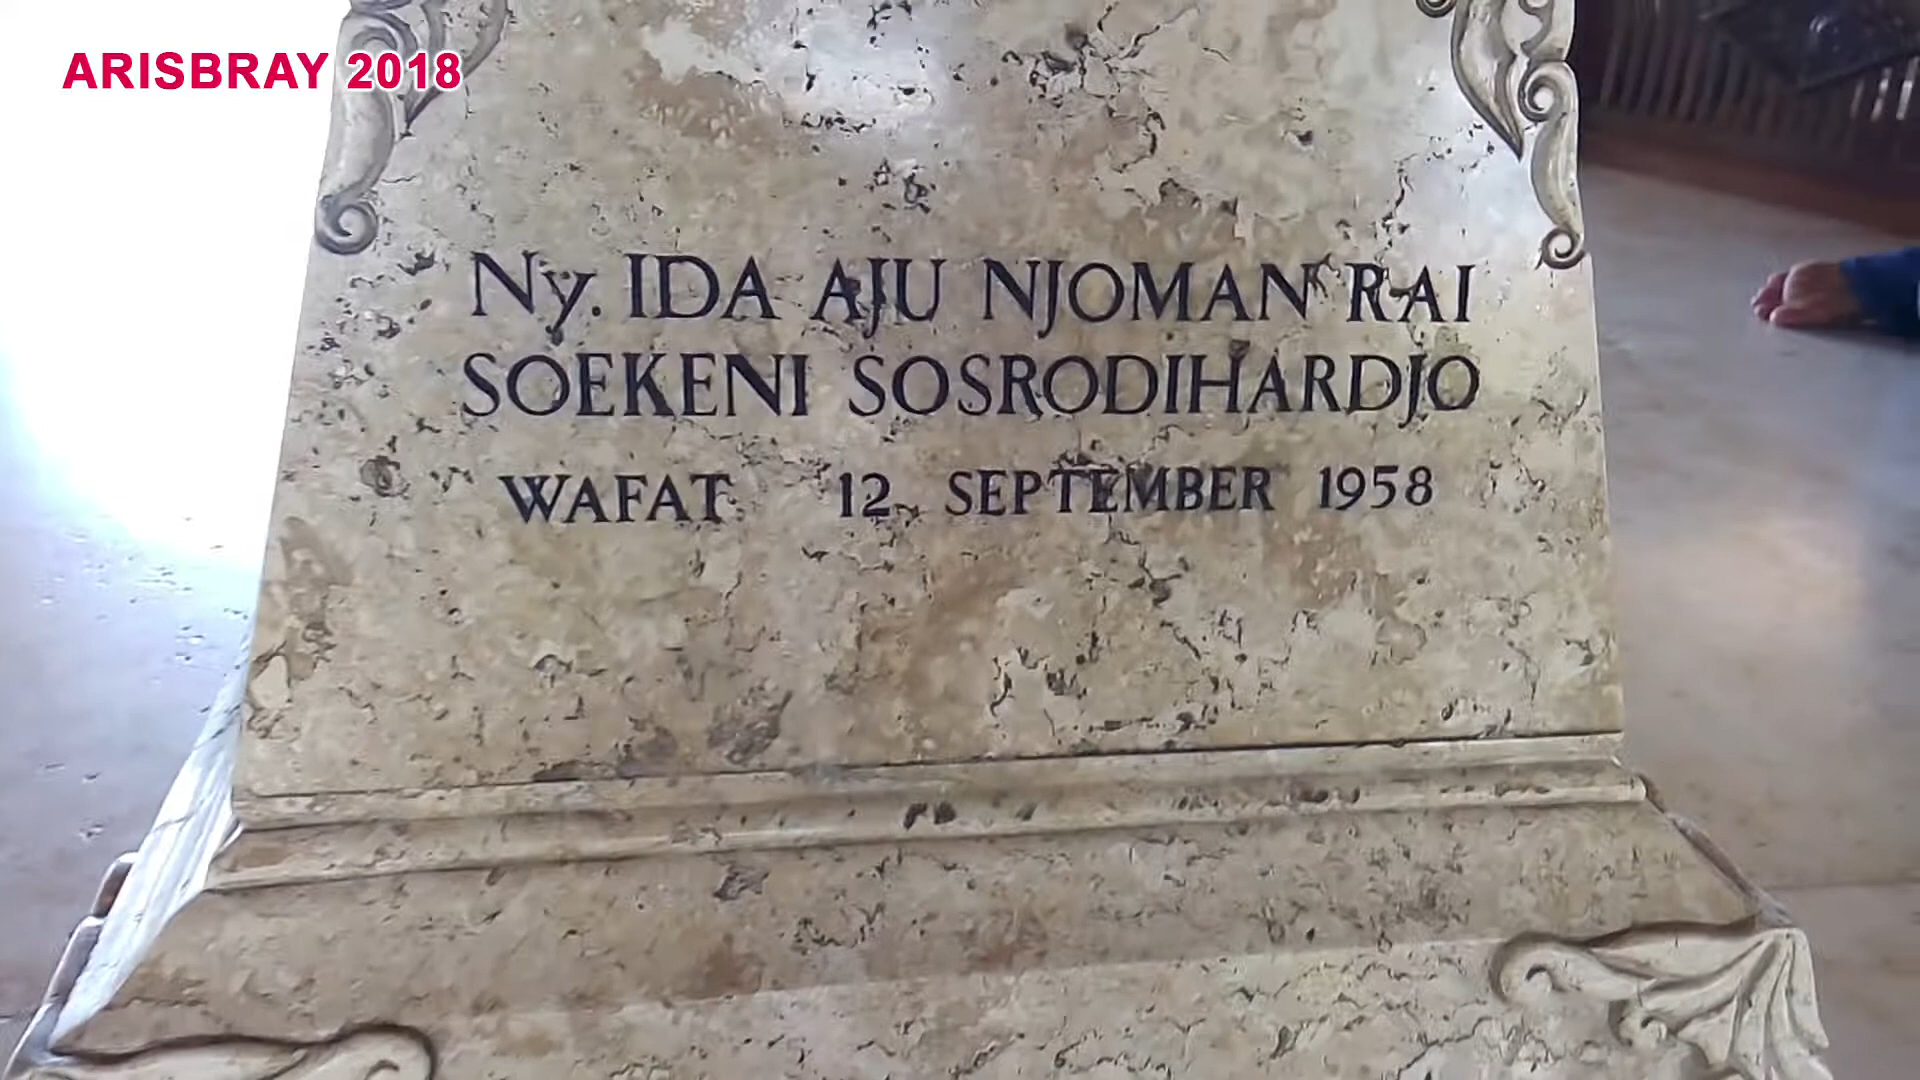 ARISBRAY 2018
Ny. IDA AJU NJOMAN RAI
SOEKENI SOSRODIHARDJO
WAFAT 12 SEPTEMBER 1958